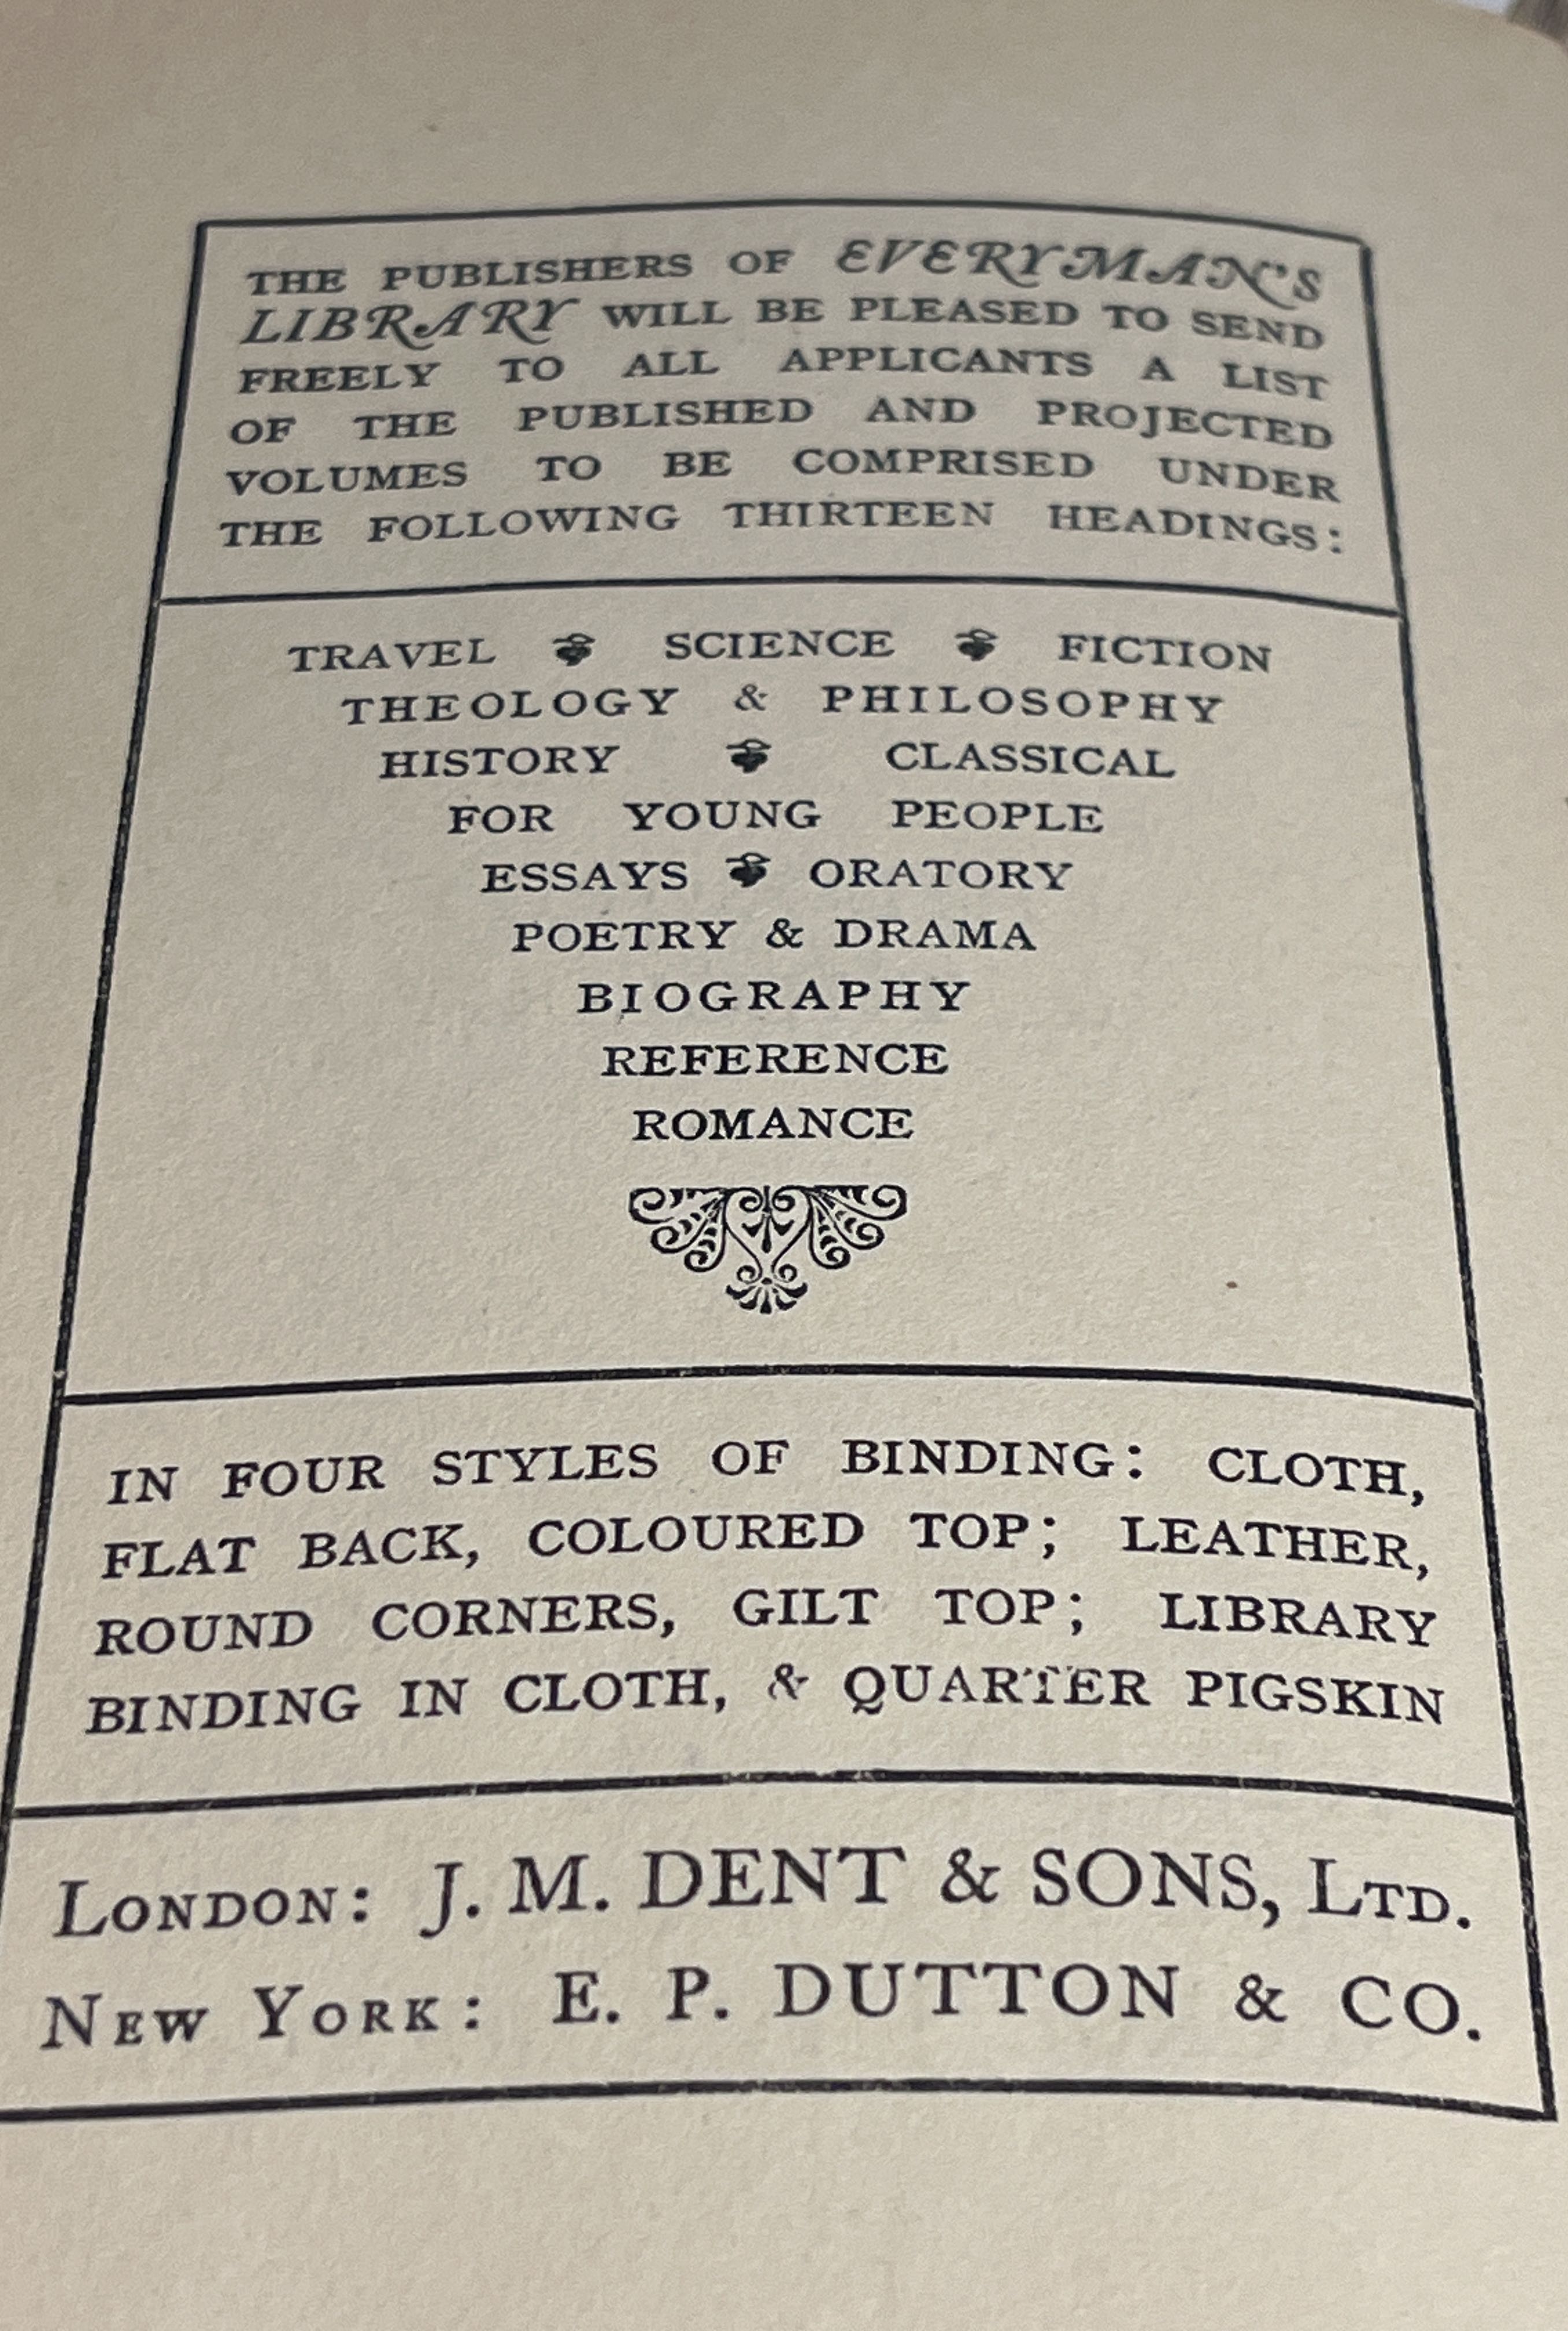 THE PUBLISHERS OF EVERYMAN'S
LIBRARY WILL BE PLEASED TO SEND
FREELY TO ALL APPLICANTS A LIST
OF THE PUBLISHED AND PROJECTED
VOLUMES TO BE COMPRISED UNDER
THE FOLLOWING THIRTEEN HEADINGS:
TRAVEL SCIENCE FICTION
THEOLOGY & PHILOSOPHY
HISTORY CLASSICAL
FOR YOUNG PEOPLE
ESSAYS ORATORY
POETRY & DRAMA
BIOGRAPHY
REFERENCE
ROMANCE
IN FOUR STYLES OF BINDING: CLOTH,
FLAT BACK, COLOURED TOP; LEATHER,
ROUND CORNERS, GILT TOP; LIBRARY
BINDING IN CLOTH, & QUARTER PIGSKIN
LONDON: J. M. DENT & SONS, LTD.
NEW YORK: E. P. DUTTON & CO.